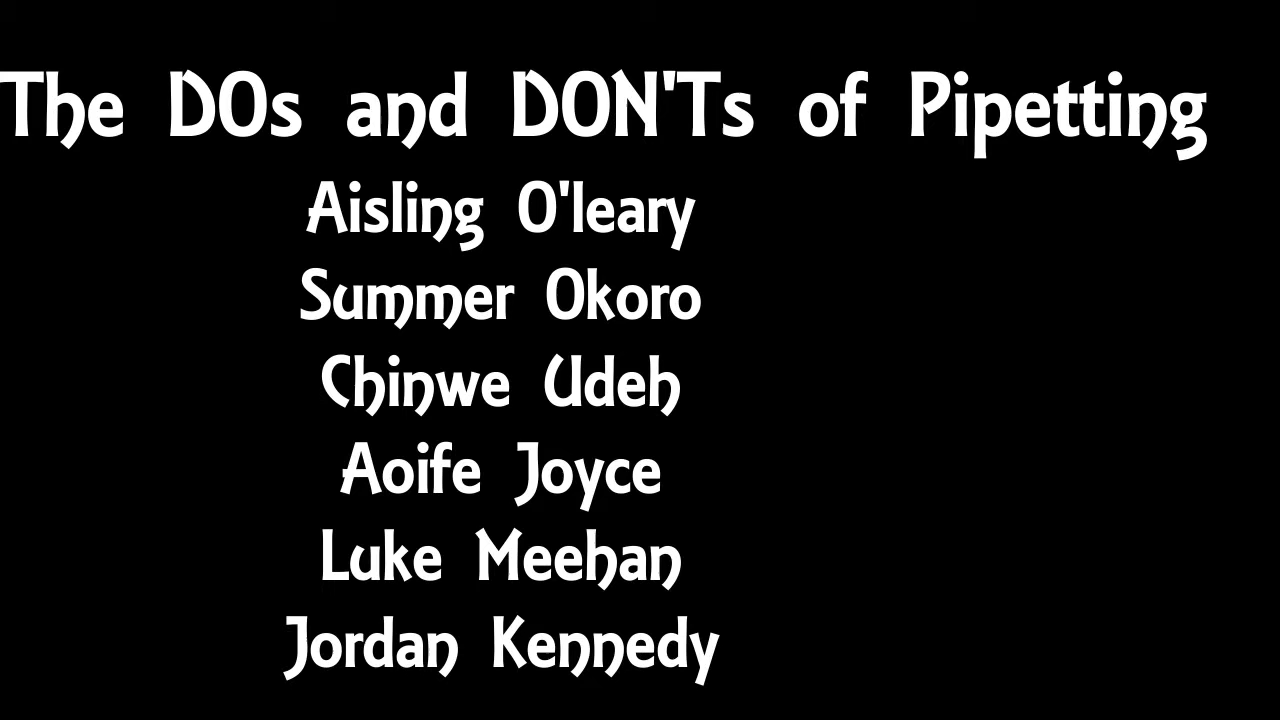 The DOs and DON'Ts of Pipetting
Aisling O'leary
Summer Okoro
Chinwe Udeh
Aoife Joyce
Luke Meehan
Jordan Kennedy